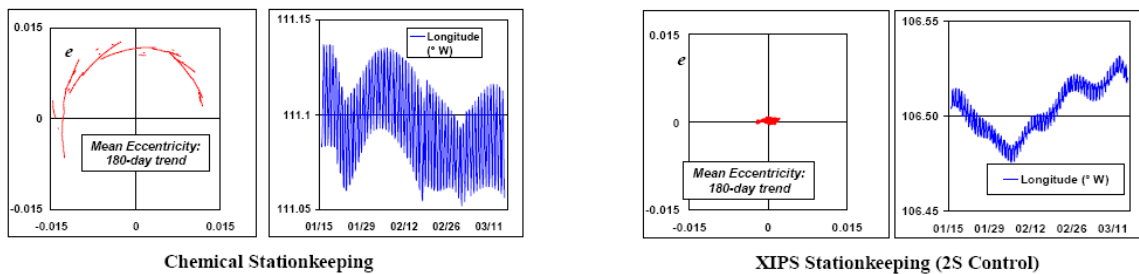 0.015
e
0
Mean Eccentricity:
180-day trend
-0.015
-0.015 0 0.015
111.15
Longitude
(° W)
111.1
111.05
01/15 01/29 02/12 02/26 03/11
Chemical Stationkeeping
0.015
e
0
Mean Eccentricity:
180-day trend
-0.015
-0.015 0 0.015
106.55
106.50
Longitude (° W)
106.45
01/15 01/29 02/12 02/26 03/11
XIPS Stationkeeping (2S Control)